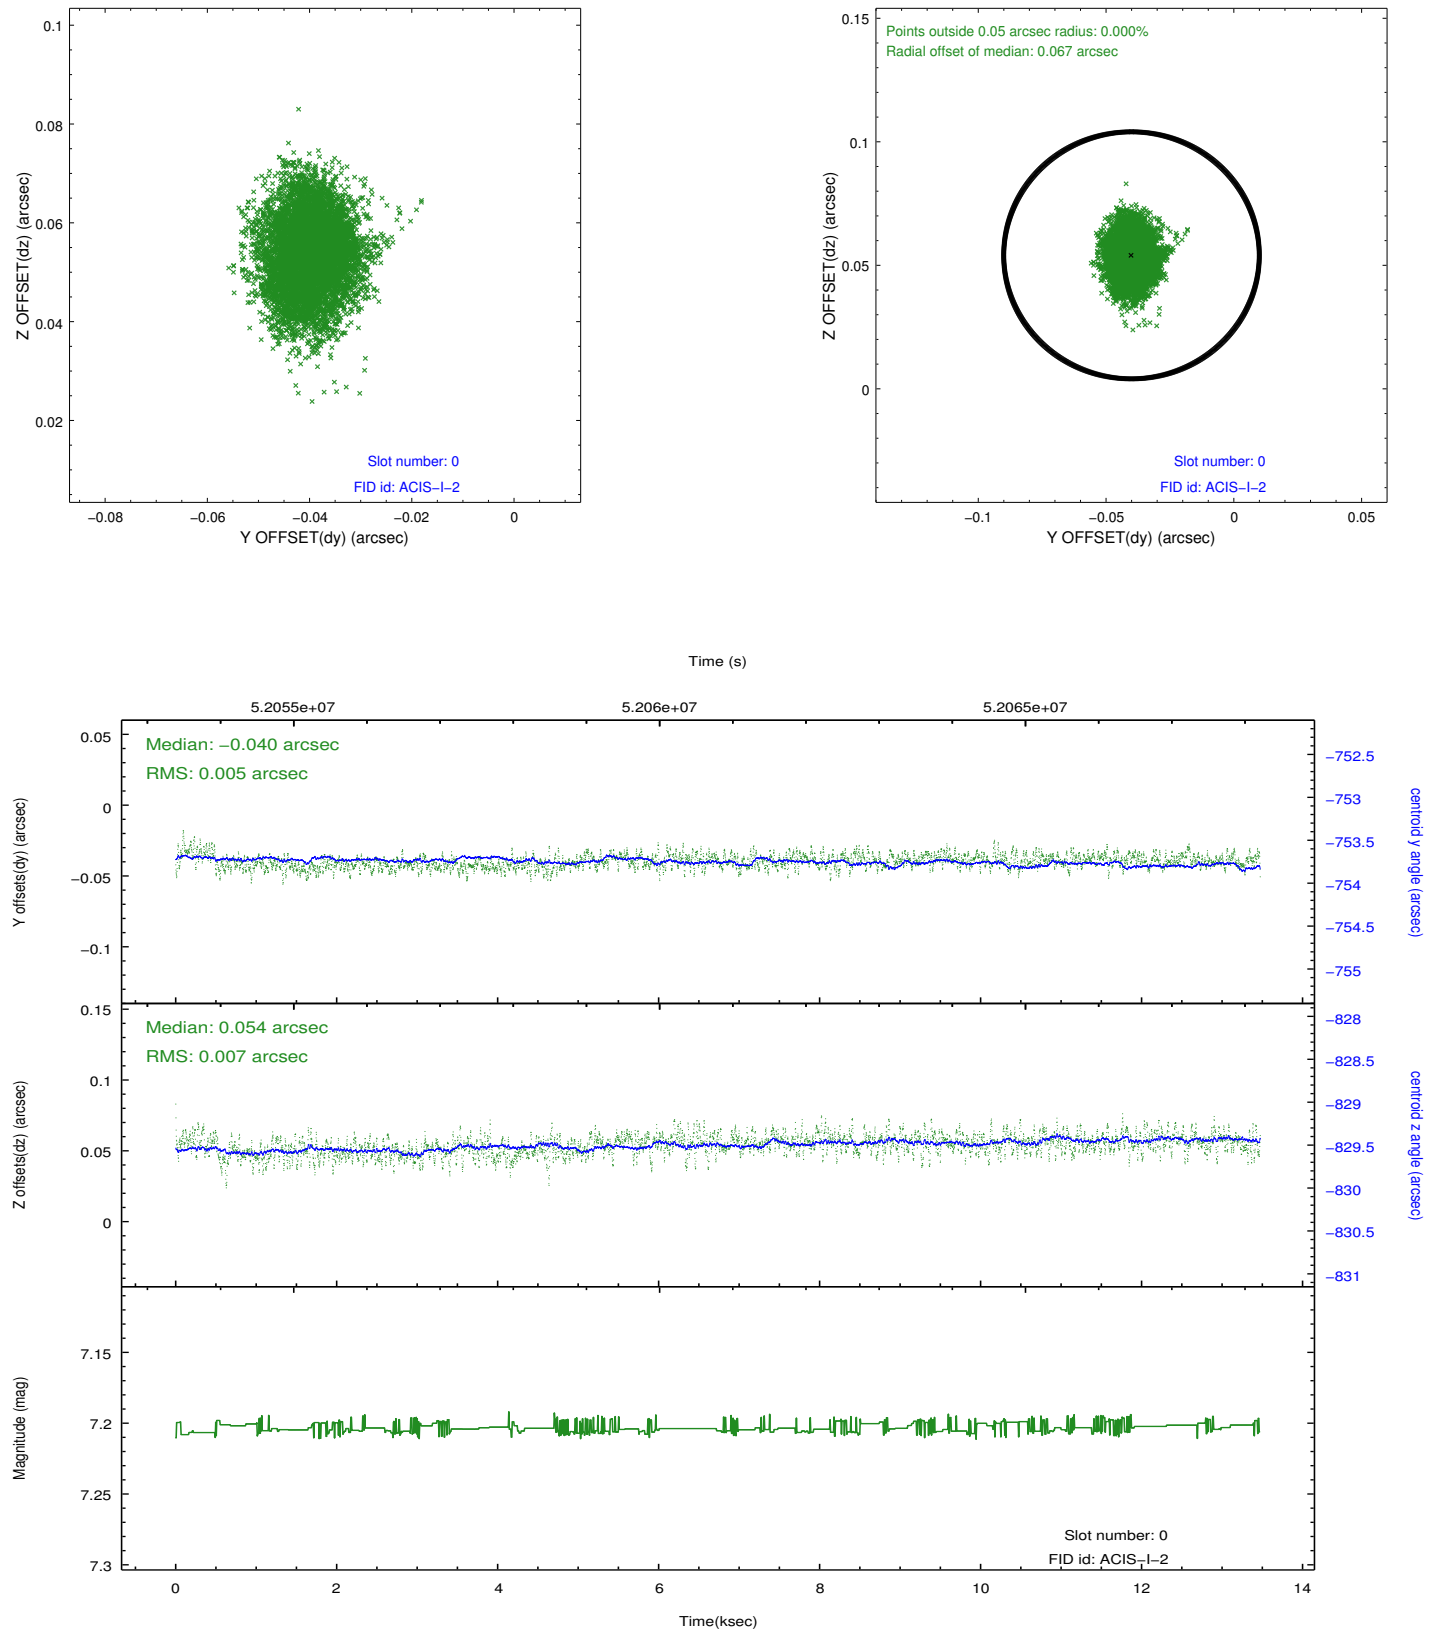 0.1
0.08
0.06
0.04
0.02
Z OFFSET(dz) (arcsec)
Slot number: 0
FID id: ACIS−I−2
−0.08 −0.06 −0.04 −0.02 0
Y OFFSET(dy) (arcsec)
0.15
0.1
0.05
0
Z OFFSET(dz) (arcsec)
Points outside 0.05 arcsec radius: 0.000%
Radial offset of median: 0.067 arcsec
Slot number: 0
FID id: ACIS−I−2
−0.1 −0.05 0 0.05
Y OFFSET(dy) (arcsec)
Time (s)
5.2055e+07 5.206e+07 5.2065e+07
0.05
0
−0.05
−0.1
Y offsets(dy) (arcsec)
Median: −0.040 arcsec
RMS: 0.005 arcsec
−752.5
−753
−753.5
−754
−754.5
−755
centroid y angle (arcsec)
0.15
0.1
0.05
0
Z offsets(dz) (arcsec)
Median: 0.054 arcsec
RMS: 0.007 arcsec
−828
−828.5
−829
−829.5
−830
−830.5
−831
centroid z angle (arcsec)
7.15
7.2
7.25
7.3
Magnitude (mag)
Slot number: 0
FID id: ACIS−I−2
0 2 4 6 8 10 12 14
Time(ksec)